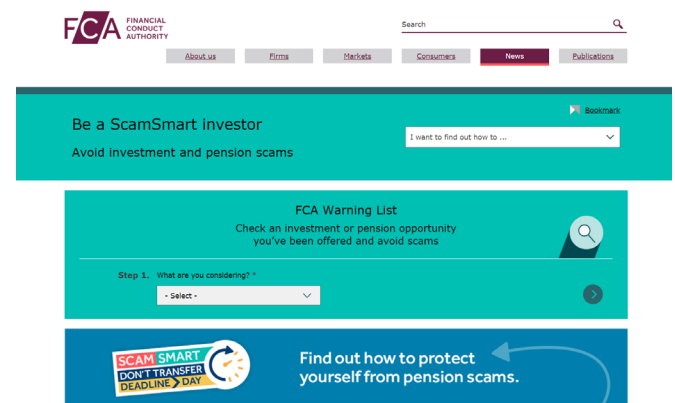 FCA
FINANCIAL
CONDUCT
AUTHORITY
Search
About us
Firms
Markets
Consumers
News
Publications
Be a ScamSmart investor
Avoid investment and pension scams
Bookmark
I want to find out how to ...
FCA Warning List
Check an investment or pension opportunity
you've been offered and avoid scams
Step 1. What are you considering? *
- Select -
SCAM SMART
DON'T TRANSFER
DEADLINE DAY
Find out how to protect
yourself from pension scams.